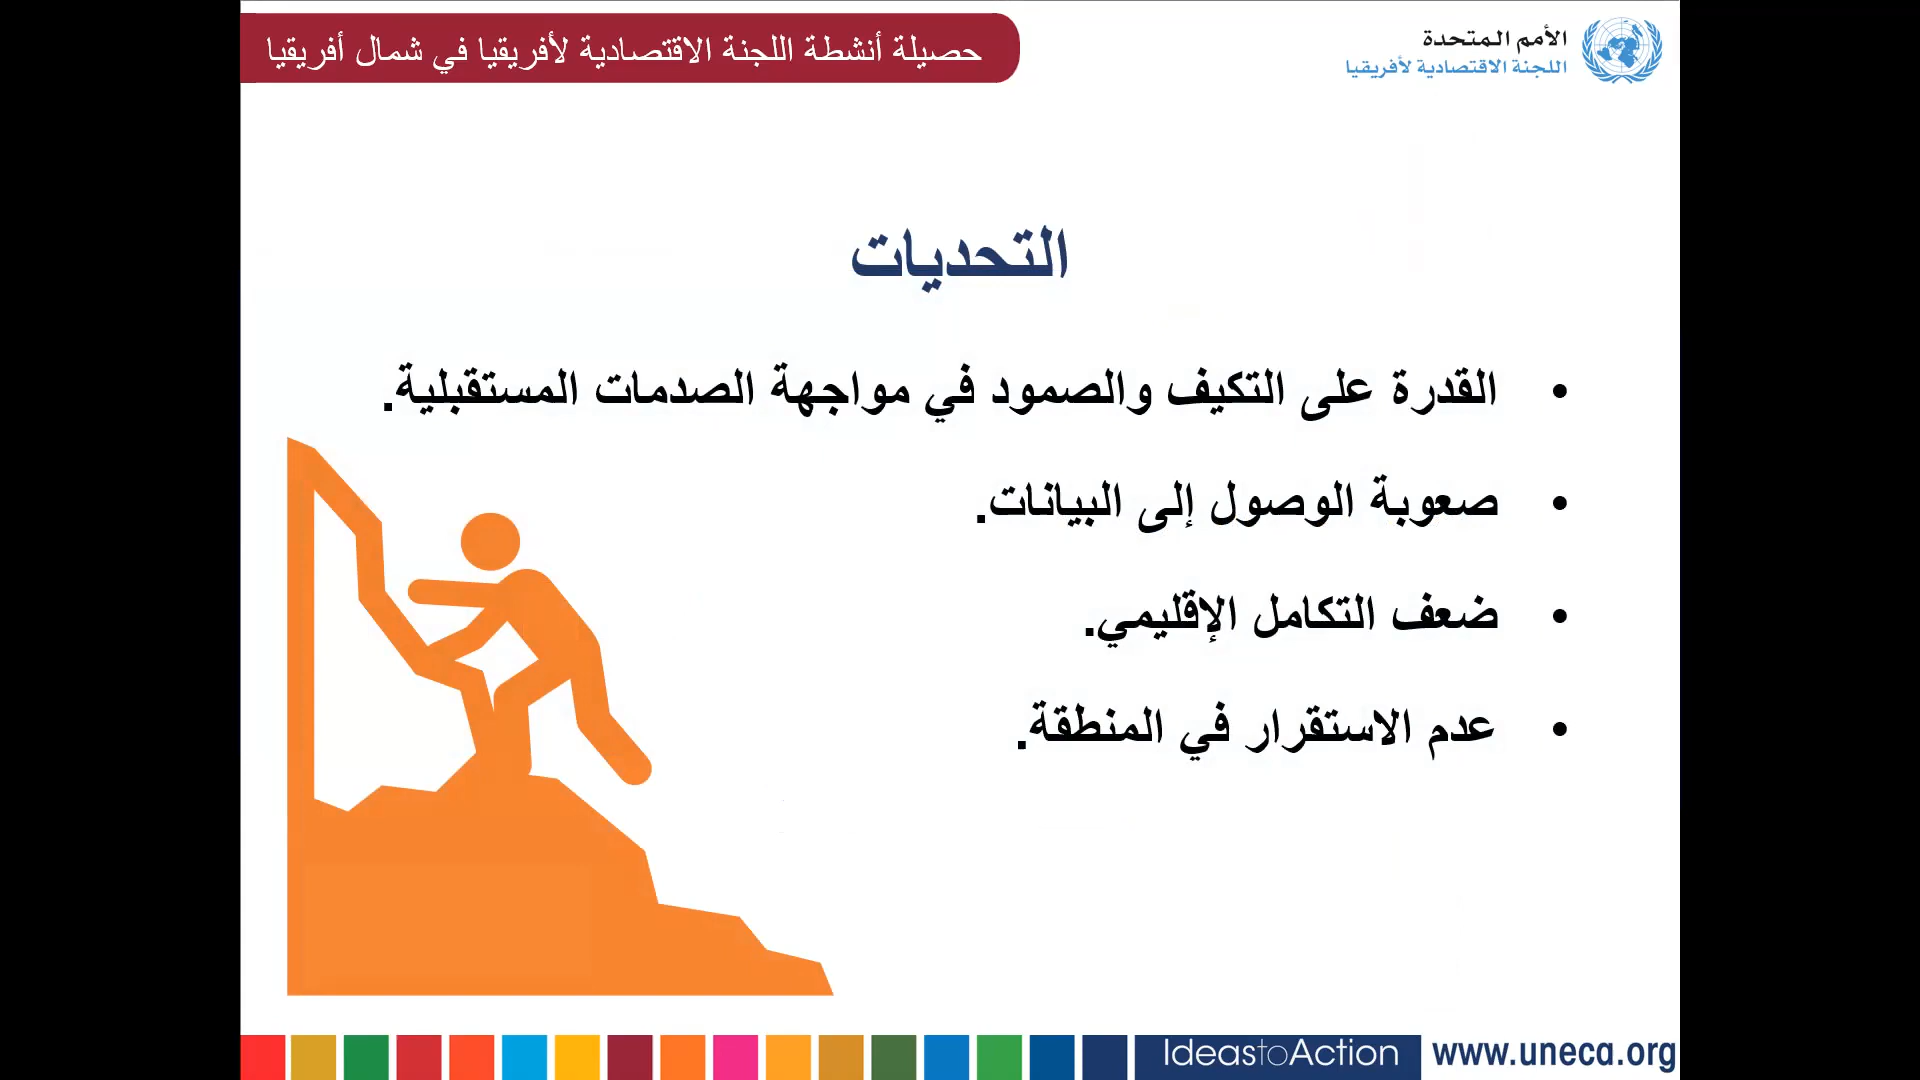 حصيلة أنشطة اللجنة الاقتصادية لأفريقيا في شمال أفريقيا
الأمم المتحدة
اللجنة الاقتصادية لأفريقيا
التحديات
• القدرة على التكيف والصمود في مواجهة الصدمات المستقبلية.
• صعوبة الوصول إلى البيانات.
• ضعف التكامل الإقليمي.
• عدم الاستقرار في المنطقة.
IdeastoAction
www.uneca.org